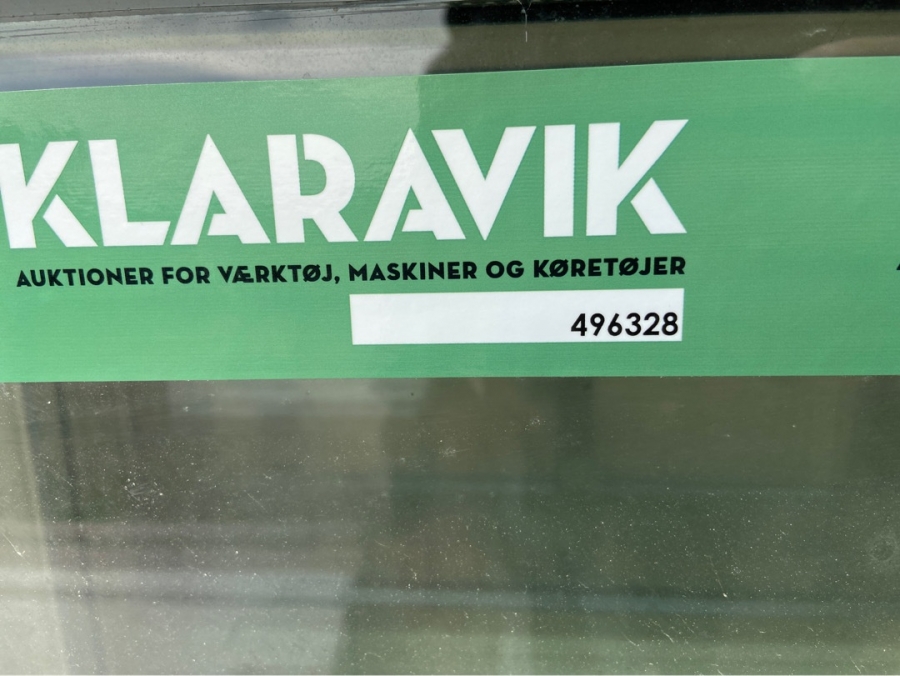 KLARAVIK
AUKTIONER FOR VÆRKTØJ, MASKINER OG KØRETØJER
496328